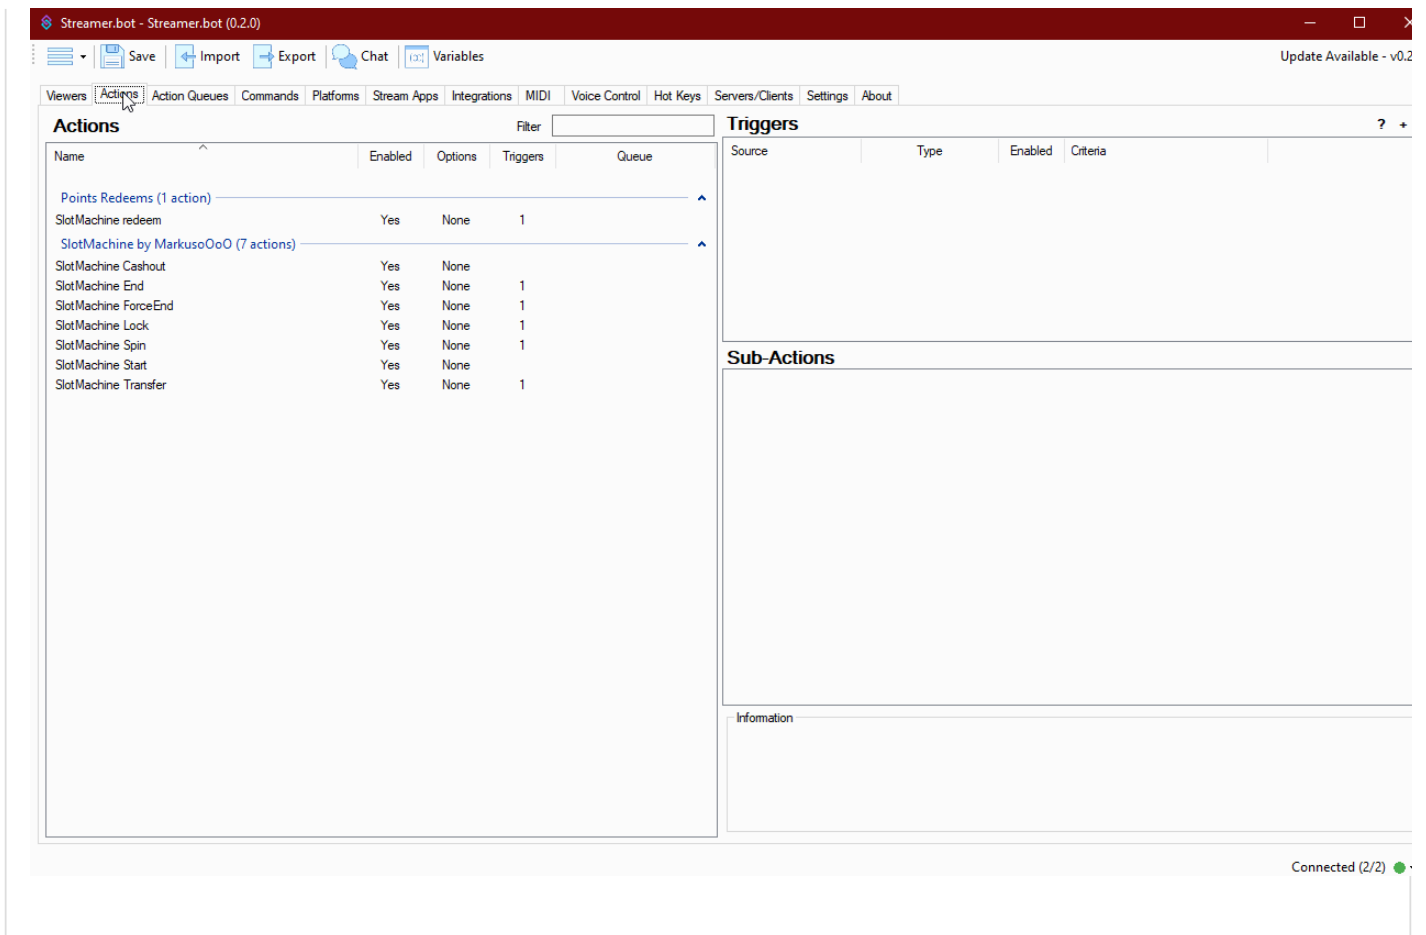 Streamer.bot - Streamer.bot (0.2.0)
Save Import Export Chat Variables Update Available - v0.2
Viewers Actions Action Queues Commands Platforms Stream Apps Integrations MIDI Voice Control Hot Keys Servers/Clients Settings About
Actions Filter
Name Enabled Options Triggers Queue
Points Redeems (1 action)
SlotMachine redeem Yes None 1
SlotMachine by MarkusoOoO (7 actions)
SlotMachine Cashout Yes None
SlotMachine End Yes None 1
SlotMachine ForceEnd Yes None 1
SlotMachine Lock Yes None 1
SlotMachine Spin Yes None 1
SlotMachine Start Yes None
SlotMachine Transfer Yes None 1
Triggers ? +
Source Type Enabled Criteria
Sub-Actions
Information
Connected (2/2)